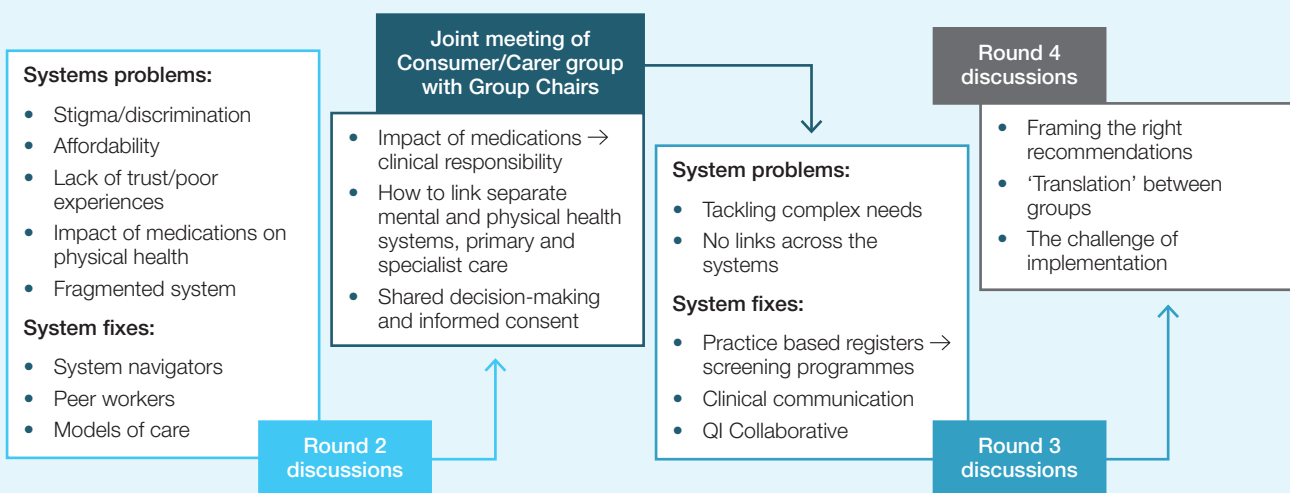 Systems problems:
• Stigma/discrimination
• Affordability
• Lack of trust/poor
experiences
• Impact of medications on
physical health
• Fragmented system
System fixes:
• System navigators
• Peer workers
• Models of care
Round 2
discussions
Joint meeting of
Consumer/Carer group
with Group Chairs
• Impact of medications →
clinical responsibility
• How to link separate
mental and physical health
systems, primary and
specialist care
• Shared decision-making
and informed consent
System problems:
• Tackling complex needs
• No links across the
systems
System fixes:
• Practice based registers →
screening programmes
• Clinical communication
• QI Collaborative
Round 3
discussions
Round 4
discussions
• Framing the right
recommendations
• ‘Translation’ between
groups
• The challenge of
implementation